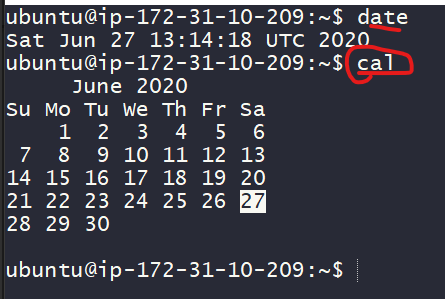 ubuntu@ip-172-31-10-209:~$ date
Sat Jun 27 13:14:18 UTC 2020
ubuntu@ip-172-31-10-209:~$ cal
     June 2020
Su Mo Tu We Th Fr Sa
    1  2  3  4  5  6
 7  8  9 10 11 12 13
14 15 16 17 18 19 20
21 22 23 24 25 26 27
28 29 30
ubuntu@ip-172-31-10-209:~$